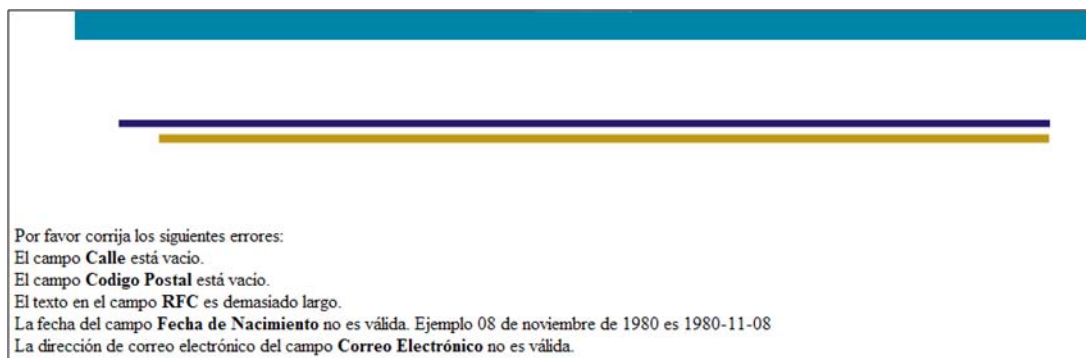 Por favor corrija los siguientes errores:
El campo Calle está vacio.
El campo Codigo Postal está vacio.
El texto en el campo RFC es demasiado largo.
La fecha del campo Fecha de Nacimiento no es válida. Ejemplo 08 de noviembre de 1980 es 1980-11-08
La dirección de correo electrónico del campo Correo Electrónico no es válida.